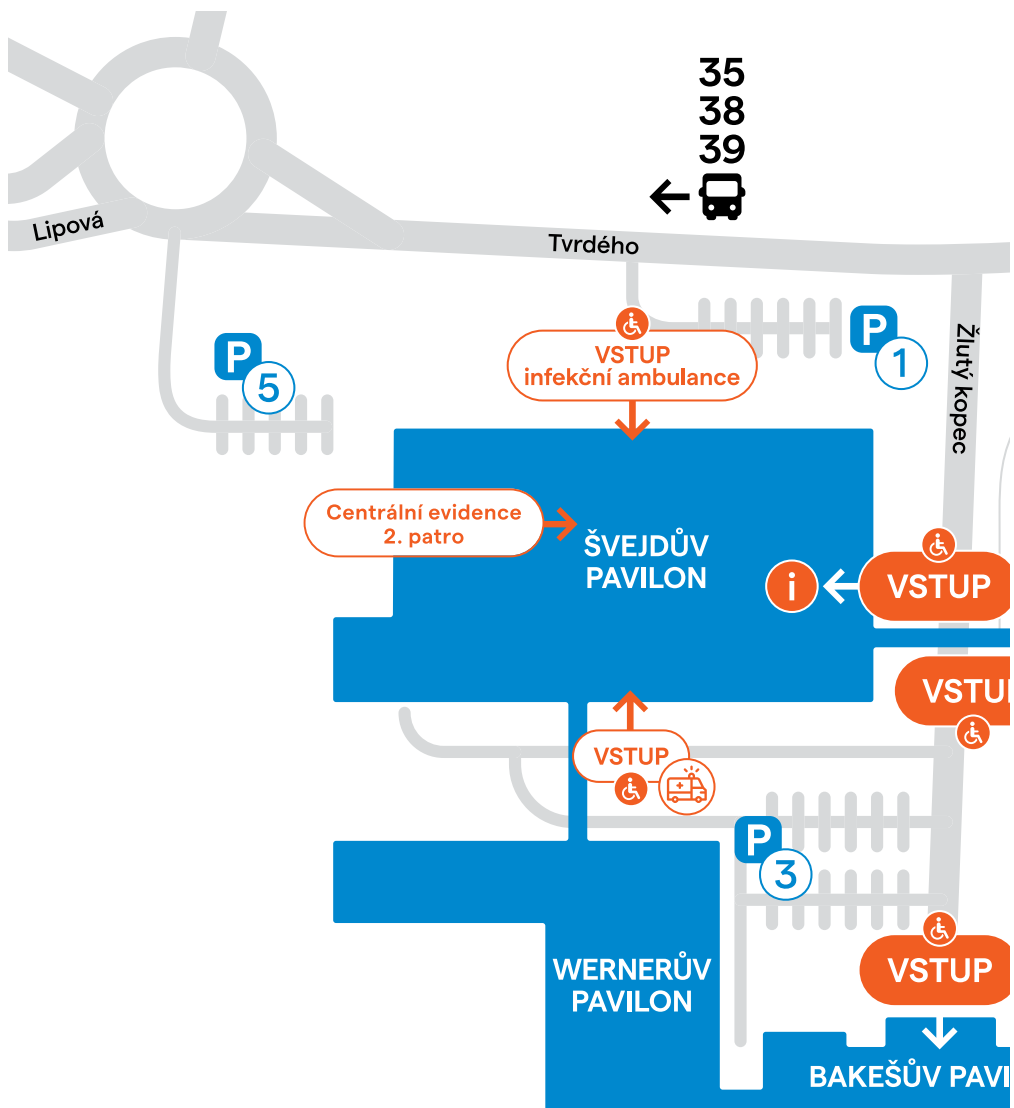 35
38
39
Lipová
Tvrdého
P
1
P
5
VSTUP
infekční ambulance
Žlutý kopec
Centrální evidence
2. patro
ŠVEJDŮV
PAVILON
i
VSTUP
VSTUP
VSTUP
P
3
WERNERŮV
PAVILON
VSTUP
BAKEŠŮV PAVI